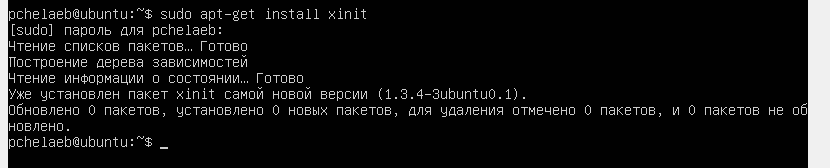 pchelaeb@ubuntu:~$ sudo apt-get install xinit
[sudo] пароль для pchelaeb:
Чтение списков пакетов… Готово
Построение дерева зависимостей
Чтение информации о состоянии… Готово
Уже установлен пакет xinit самой новой версии (1.3.4-3ubuntu0.1).
Обновлено 0 пакетов, установлено 0 новых пакетов, для удаления отмечено 0 пакетов, и 0 пакетов не об
новлено.
pchelaeb@ubuntu:~$ _